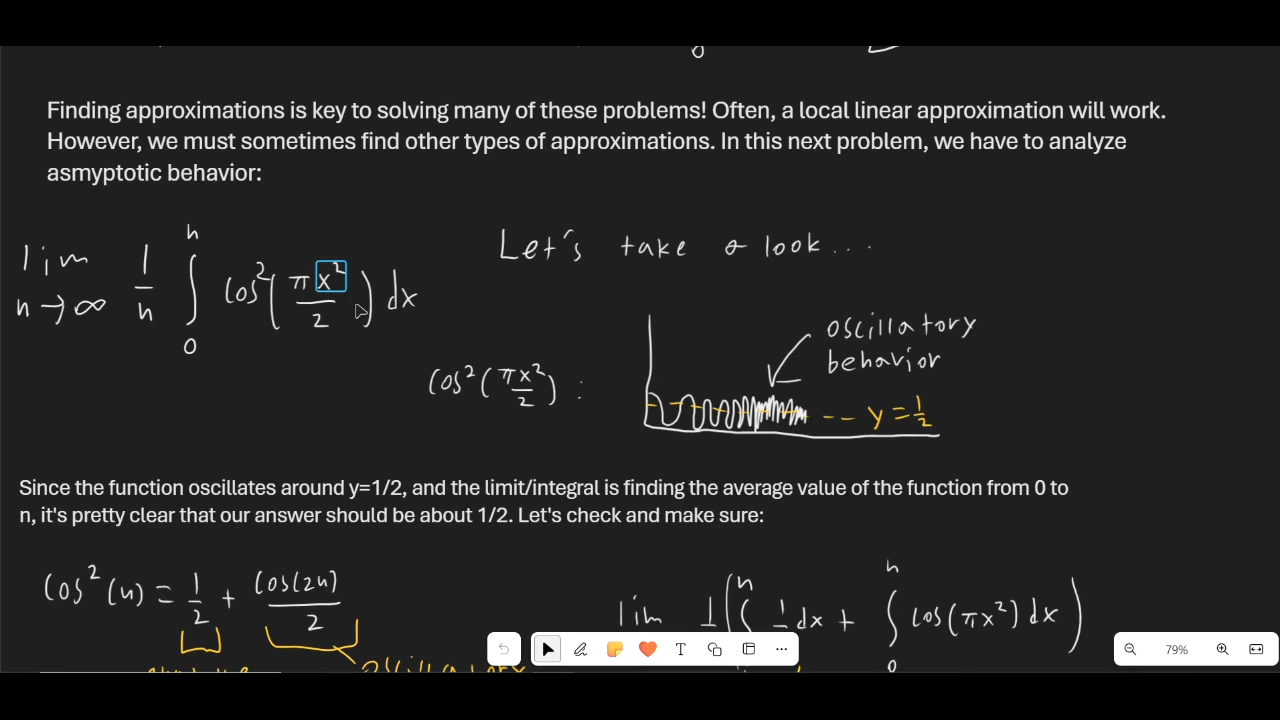 Finding approximations is key to solving many of these problems! Often, a local linear approximation will work.
However, we must sometimes find other types of approximations. In this next problem, we have to analyze
asmyptotic behavior:
lim n→∞ 1/n ∫₀ⁿ cos²(πx²/2) dx
Let's take a look...
oscillatory
behavior
cos²(πx²/2) :
-- y = 1/2
Since the function oscillates around y=1/2, and the limit/integral is finding the average value of the function from 0 to
n, it's pretty clear that our answer should be about 1/2. Let's check and make sure:
cos²(u) = 1/2 + cos(2u)/2
lim 1/ (∫ⁿ 1/ dx + ∫₀ⁿ cos(πx²) dx)
oscillatory
79%